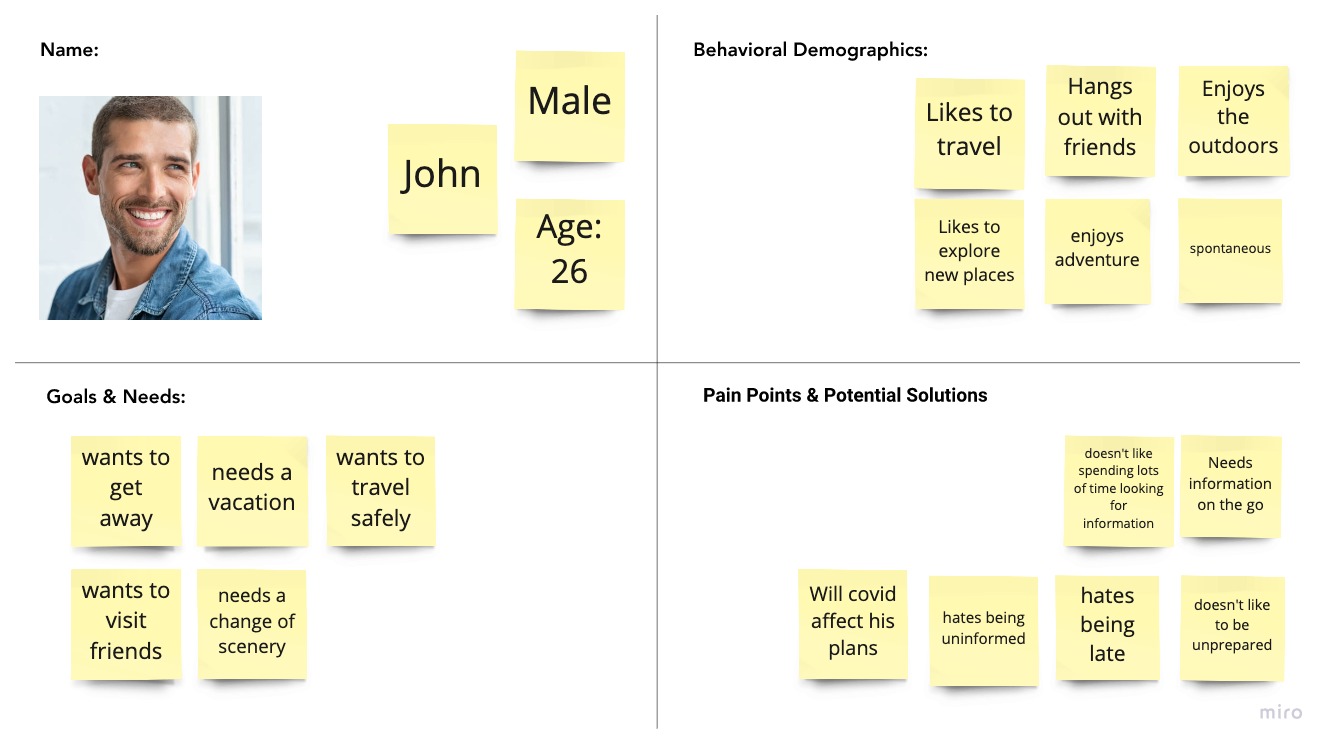 Name:
John
Male
Age:
26
Behavioral Demographics:
Likes to
travel
Hangs
out with
friends
Enjoys
the
outdoors
Likes to
explore
new places
enjoys
adventure
spontaneous
Goals & Needs:
wants to
get
away
needs a
vacation
wants to
travel
safely
wants to
visit
friends
needs a
change of
scenery
Pain Points & Potential Solutions
doesn't like
spending lots
of time looking
for
information
Needs
information
on the go
Will covid
affect his
plans
hates being
uninformed
hates
being
late
doesn't like
to be
unprepared
miro